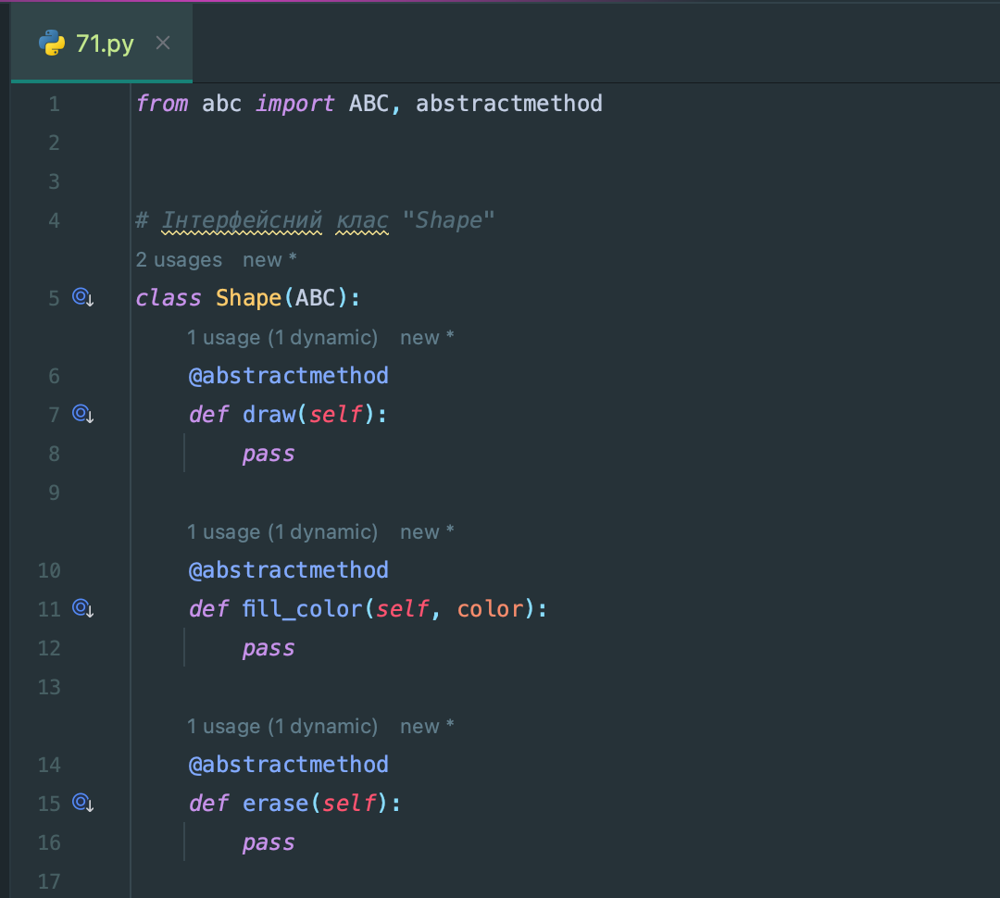 71.py
1 from abc import ABC, abstractmethod
2
3
4 # Інтерфейсний клас "Shape"
2 usages new *
5 class Shape(ABC):
1 usage (1 dynamic) new *
6 @abstractmethod
7 def draw(self):
8 pass
9
1 usage (1 dynamic) new *
10 @abstractmethod
11 def fill_color(self, color):
12 pass
13
1 usage (1 dynamic) new *
14 @abstractmethod
15 def erase(self):
16 pass
17